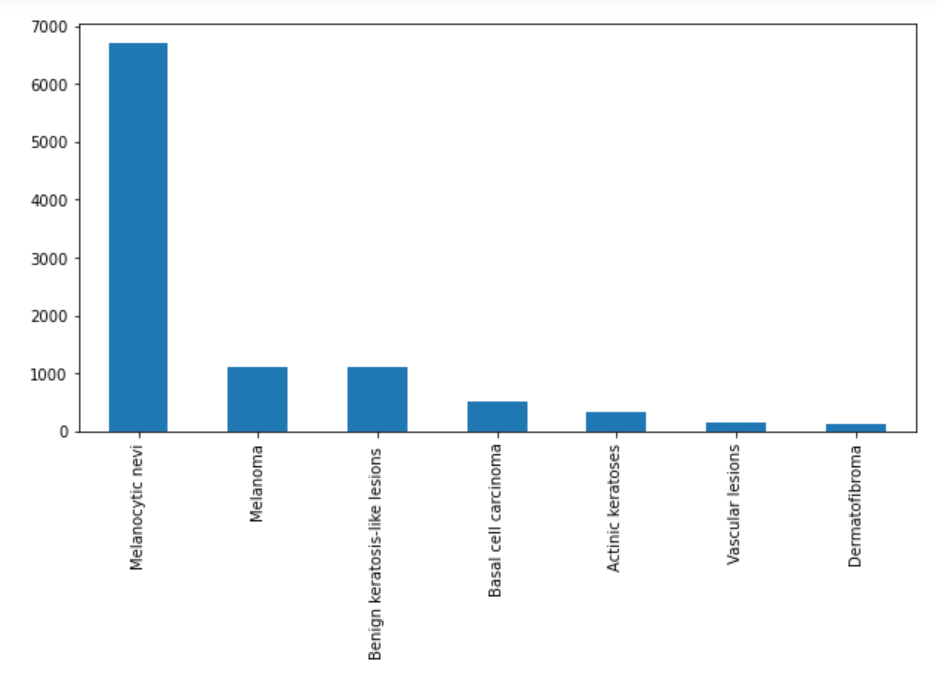 7000
6000
5000
4000
3000
2000
1000
0
Melanocytic nevi
Melanoma
Benign keratosis-like lesions
Basal cell carcinoma
Actinic keratoses
Vascular lesions
Dermatofibroma